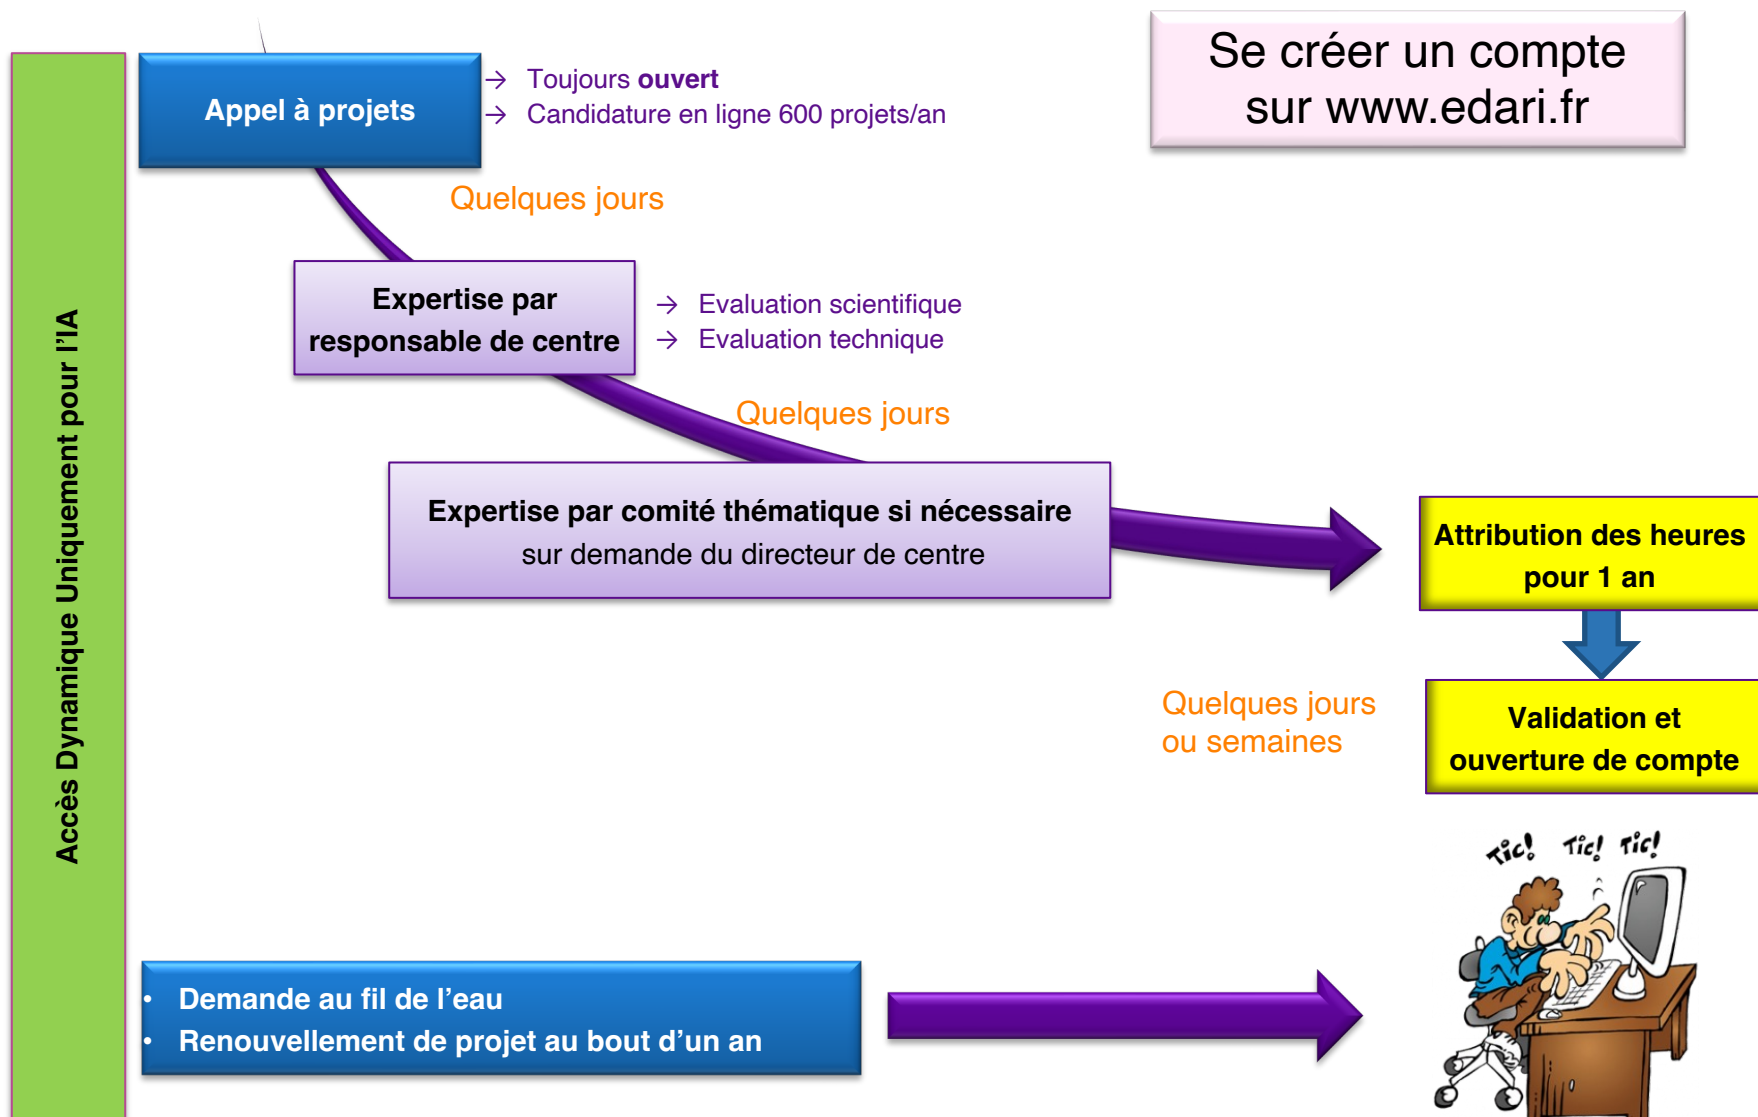 Se créer un compte
sur www.edari.fr
Appel à projets
→ Toujours ouvert
→ Candidature en ligne 600 projets/an
Quelques jours
Expertise par
responsable de centre
→ Evaluation scientifique
→ Evaluation technique
Quelques jours
Expertise par comité thématique si nécessaire
sur demande du directeur de centre
Attribution des heures
pour 1 an
Quelques jours
ou semaines
Validation et
ouverture de compte
Accès Dynamique Uniquement pour l'IA
Tic! Tic! Tic!
• Demande au fil de l’eau
• Renouvellement de projet au bout d’un an